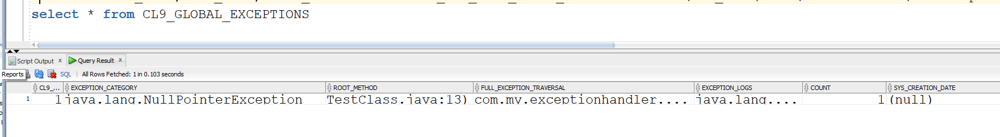 select * from CL9_GLOBAL_EXCEPTIONS
Script Output x Query Result x
Reports SQL | All Rows Fetched: 1 in 0.103 seconds
CL9_... EXCEPTION_CATEGORY ROOT_METHOD FULL_EXCEPTION_TRAVERSAL EXCEPTION_LOGS COUNT SYS_CREATION_DATE
1 1 java.lang.NullPointerException TestClass.java:13) com.my.exceptionhandler.... java.lang.... 1 (null)